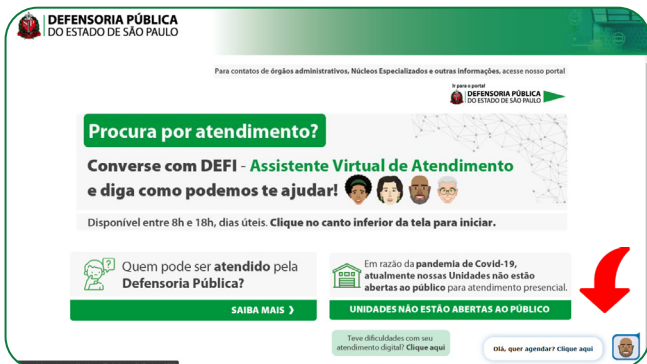 DEFENSORIA PÚBLICA
DO ESTADO DE SÃO PAULO
Para contatos de órgãos administrativos, Núcleos Especializados e outras informações, acesse nosso portal
Ir para o portal
DEFENSORIA PÚBLICA
DO ESTADO DE SÃO PAULO
Procura por atendimento?
Converse com DEFI - Assistente Virtual de Atendimento
e diga como podemos te ajudar!
Disponível entre 8h e 18h, dias úteis. Clique no canto inferior da tela para iniciar.
Quem pode ser atendido pela
Defensoria Pública?
SAIBA MAIS ❯
Em razão da pandemia de Covid-19,
atualmente nossas Unidades não estão
abertas ao público para atendimento presencial.
UNIDADES NÃO ESTÃO ABERTAS AO PÚBLICO
Teve dificuldades com seu
atendimento digital? Clique aqui
Olá, quer agendar? Clique aqui